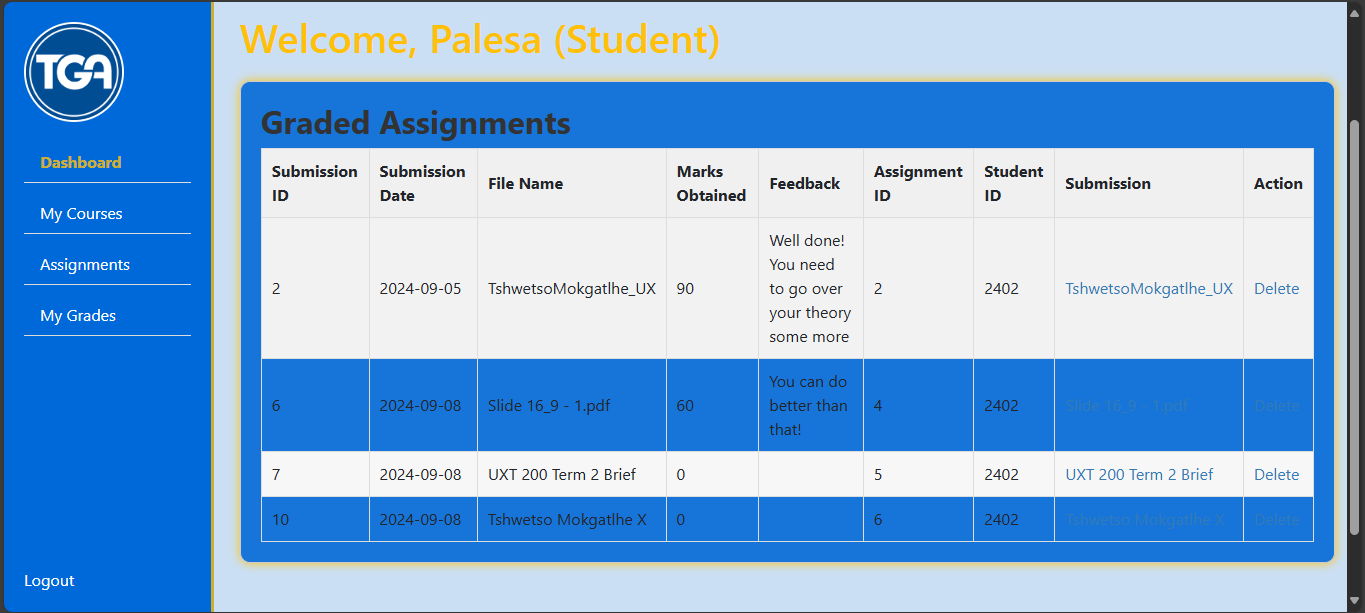 TGA
Welcome, Palesa (Student)
Dashboard
My Courses
Assignments
My Grades
Logout
Graded Assignments
Submission ID Submission Date File Name Marks Obtained Feedback Assignment ID Student ID Submission Action
2 2024-09-05 TshwetsoMokgatlhe_UX 90 Well done! You need to go over your theory some more 2 2402 TshwetsoMokgatlhe_UX Delete
6 2024-09-08 Slide 16_9 - 1.pdf 60 You can do better than that! 4 2402 Slide 16_9 - 1.pdf Delete
7 2024-09-08 UXT 200 Term 2 Brief 0 5 2402 UXT 200 Term 2 Brief Delete
10 2024-09-08 Tshwetso Mokgatlhe X 0 6 2402 Tshwetso Mokgatlhe X Delete